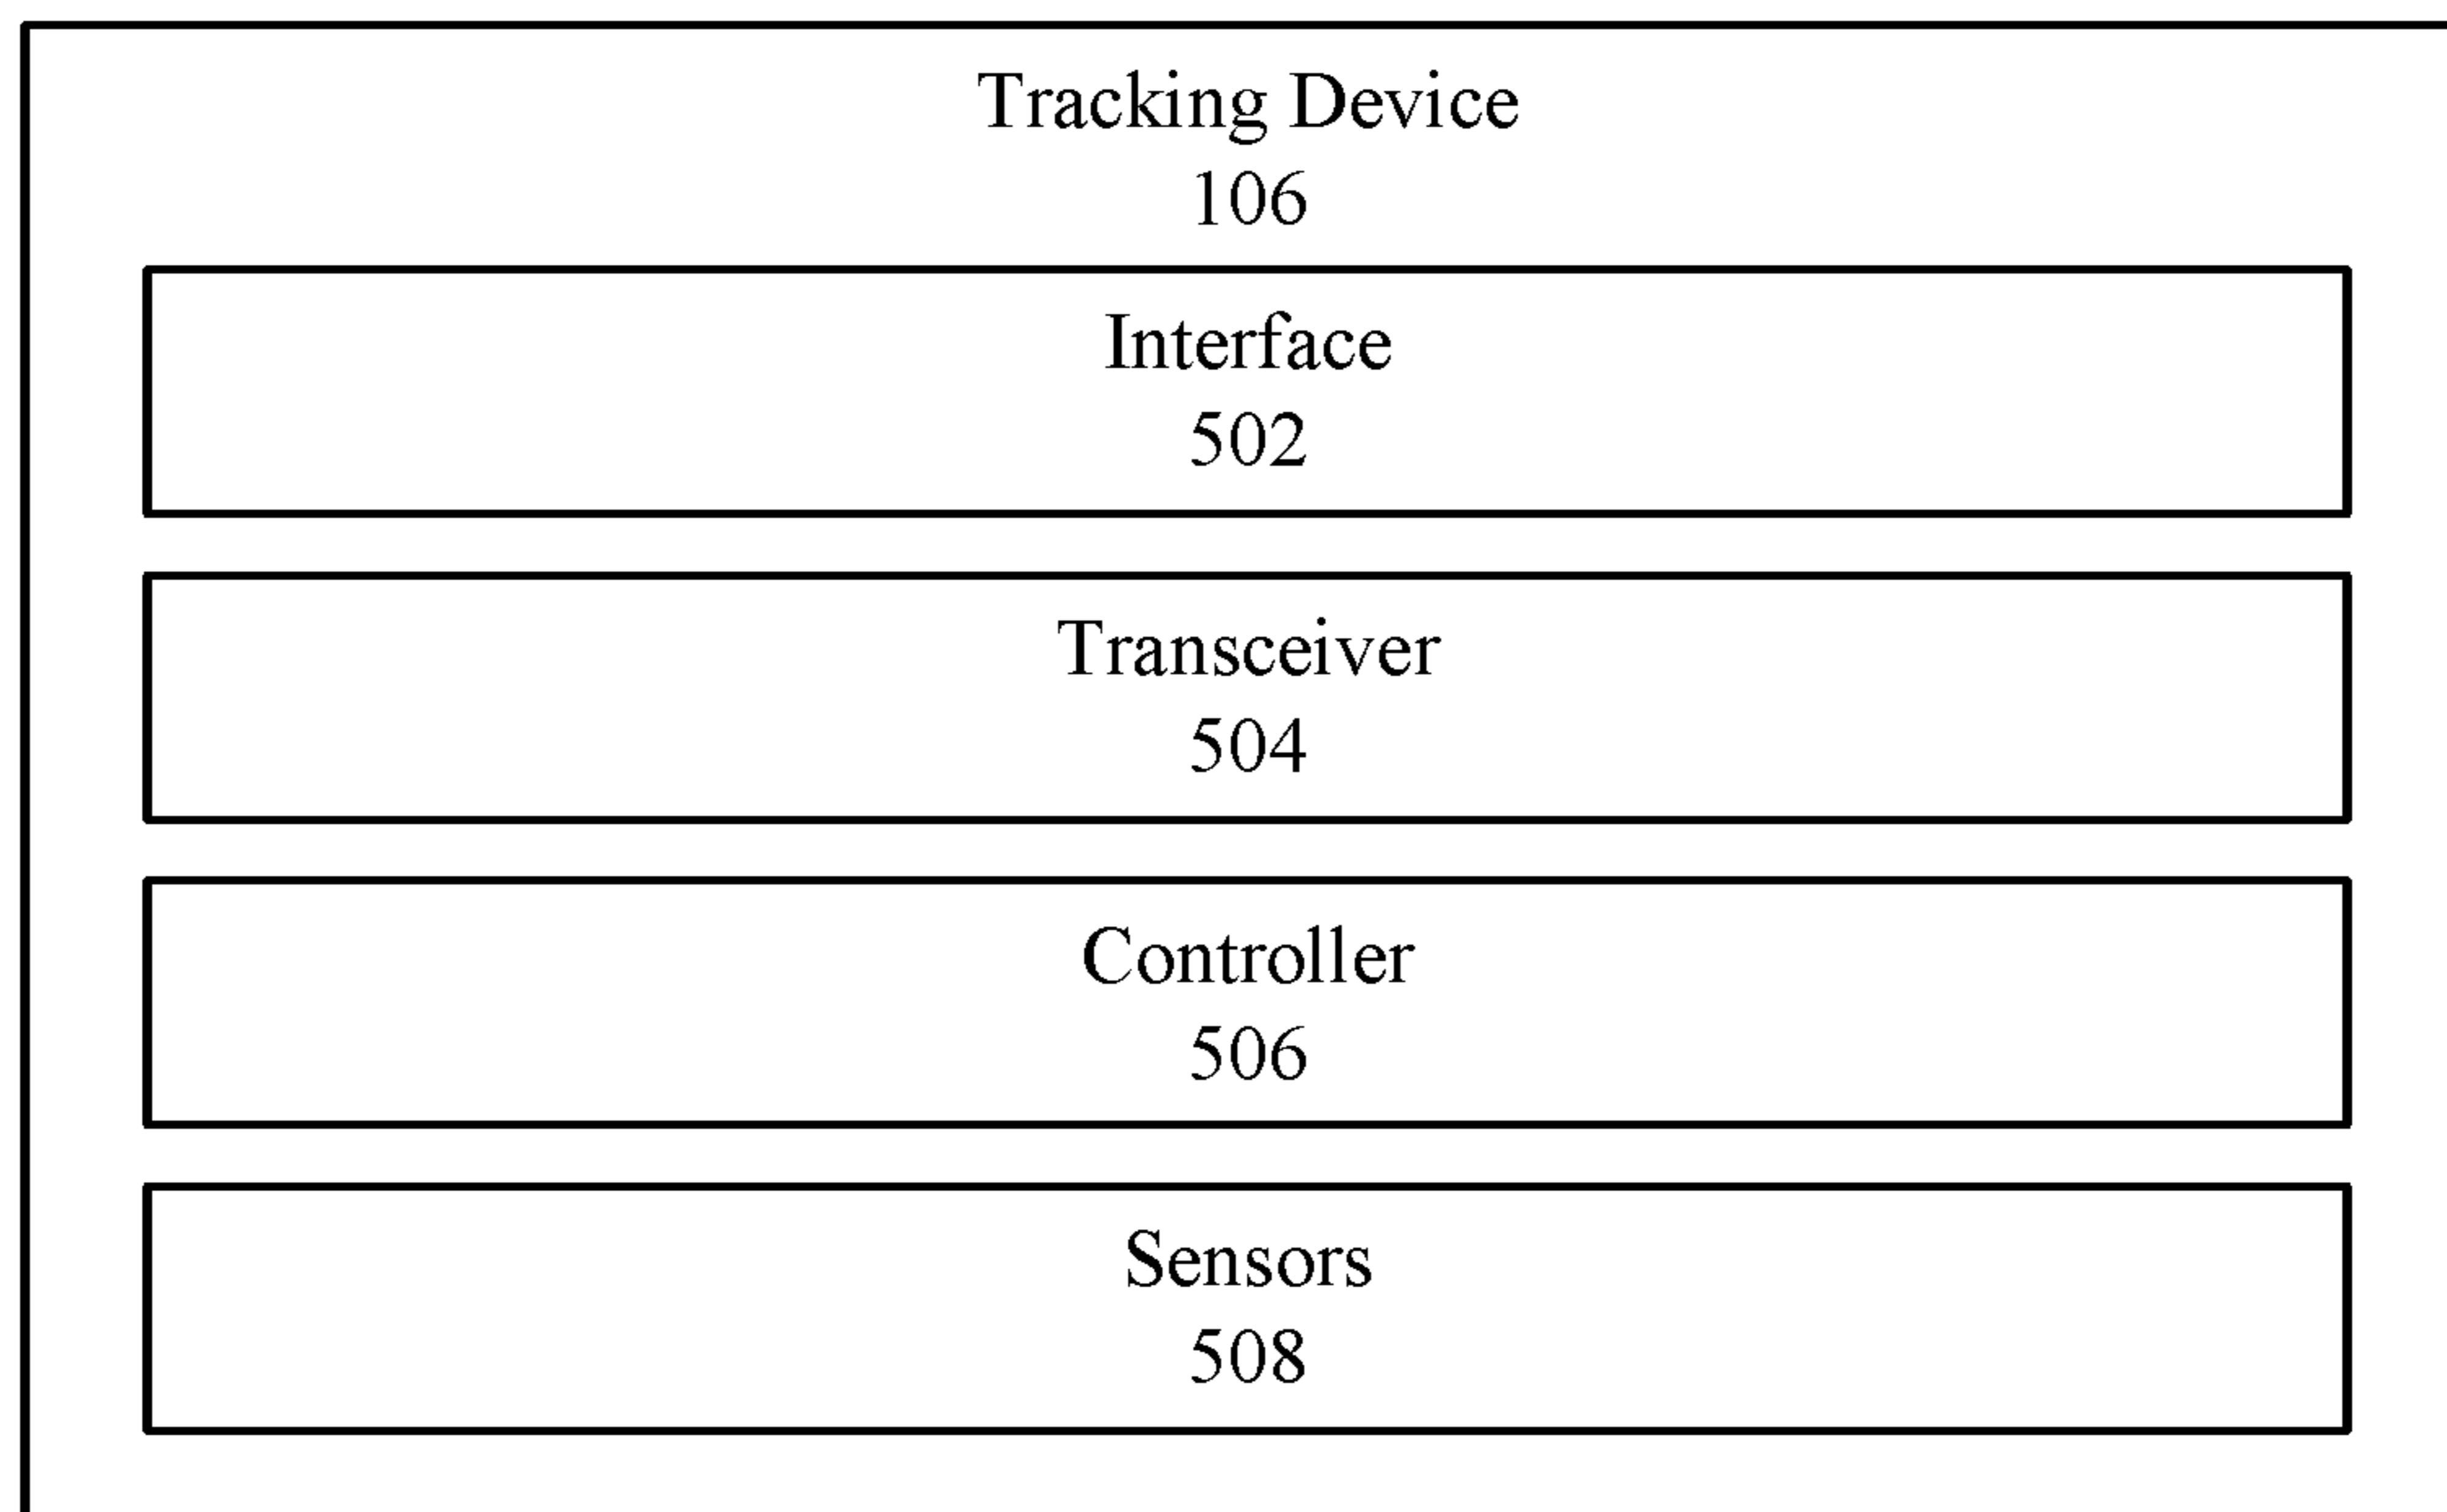 Tracking Device
106
Interface
502
Transceiver
504
Controller
506
Sensors
508